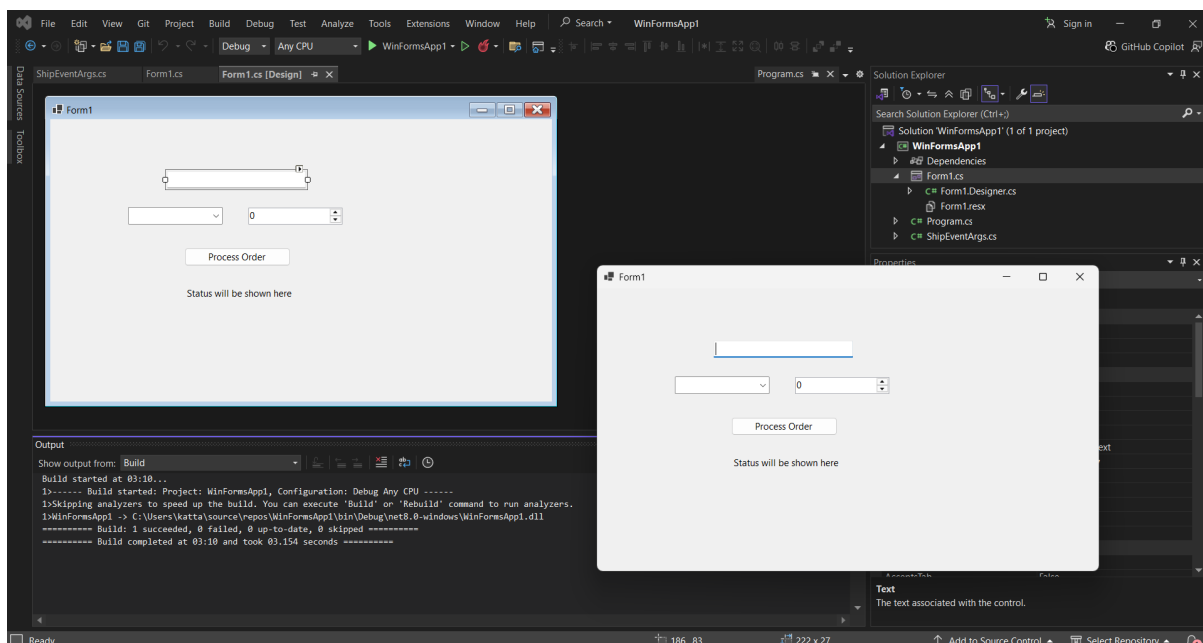 File Edit View Git Project Build Debug Test Analyze Tools Extensions Window Help Search WinFormsApp1 Sign in
Debug Any CPU WinFormsApp1 GitHub Copilot
Data Sources
Toolbox
ShipEventArgs.cs Form1.cs Form1.cs [Design] Program.cs
Form1
0
Process Order
Status will be shown here
Solution Explorer
Search Solution Explorer (Ctrl+;)
Solution 'WinFormsApp1' (1 of 1 project)
C# WinFormsApp1
Dependencies
Form1.cs
C# Form1.Designer.cs
Form1.resx
C# Program.cs
C# ShipEventArgs.cs
Properties
Form1
0
Process Order
Status will be shown here
ext
AcceptsTab False
Text
The text associated with the control.
Output
Show output from: Build
Build started at 03:10...
1>------ Build started: Project: WinFormsApp1, Configuration: Debug Any CPU ------
1>Skipping analyzers to speed up the build. You can execute 'Build' or 'Rebuild' command to run analyzers.
1>WinFormsApp1 -> C:\Users\katta\source\repos\WinFormsApp1\bin\Debug\net8.0-windows\WinFormsApp1.dll
========== Build: 1 succeeded, 0 failed, 0 up-to-date, 0 skipped ==========
========== Build completed at 03:10 and took 03.154 seconds ==========
Ready 186, 83 222 x 27 Add to Source Control Select Repository